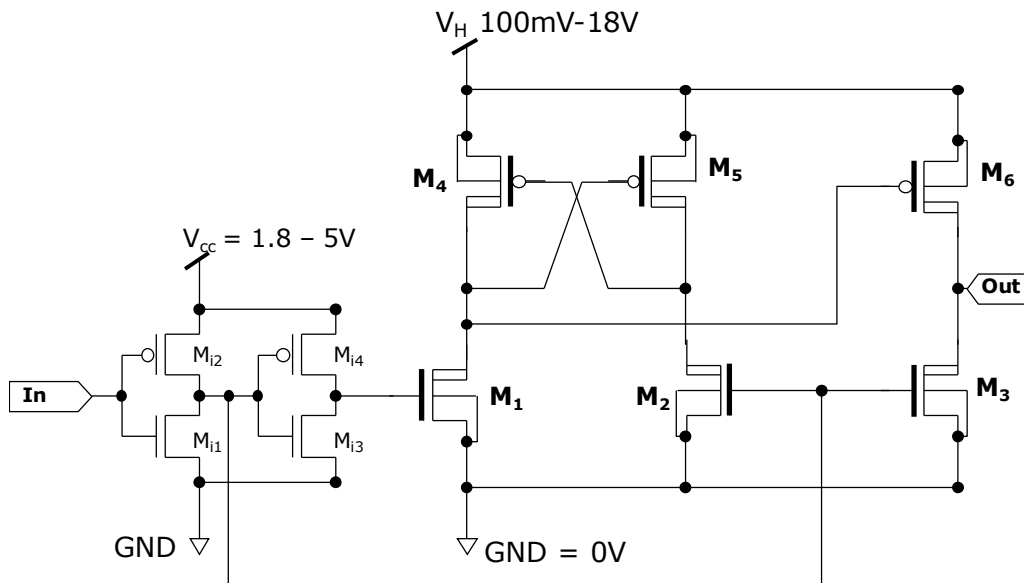 V_H 100mV-18V
M_4
M_5
M_6
V_cc = 1.8 – 5V
Out
M_i2
M_i4
In
M_1
M_2
M_3
M_i1
M_i3
GND
GND = 0V